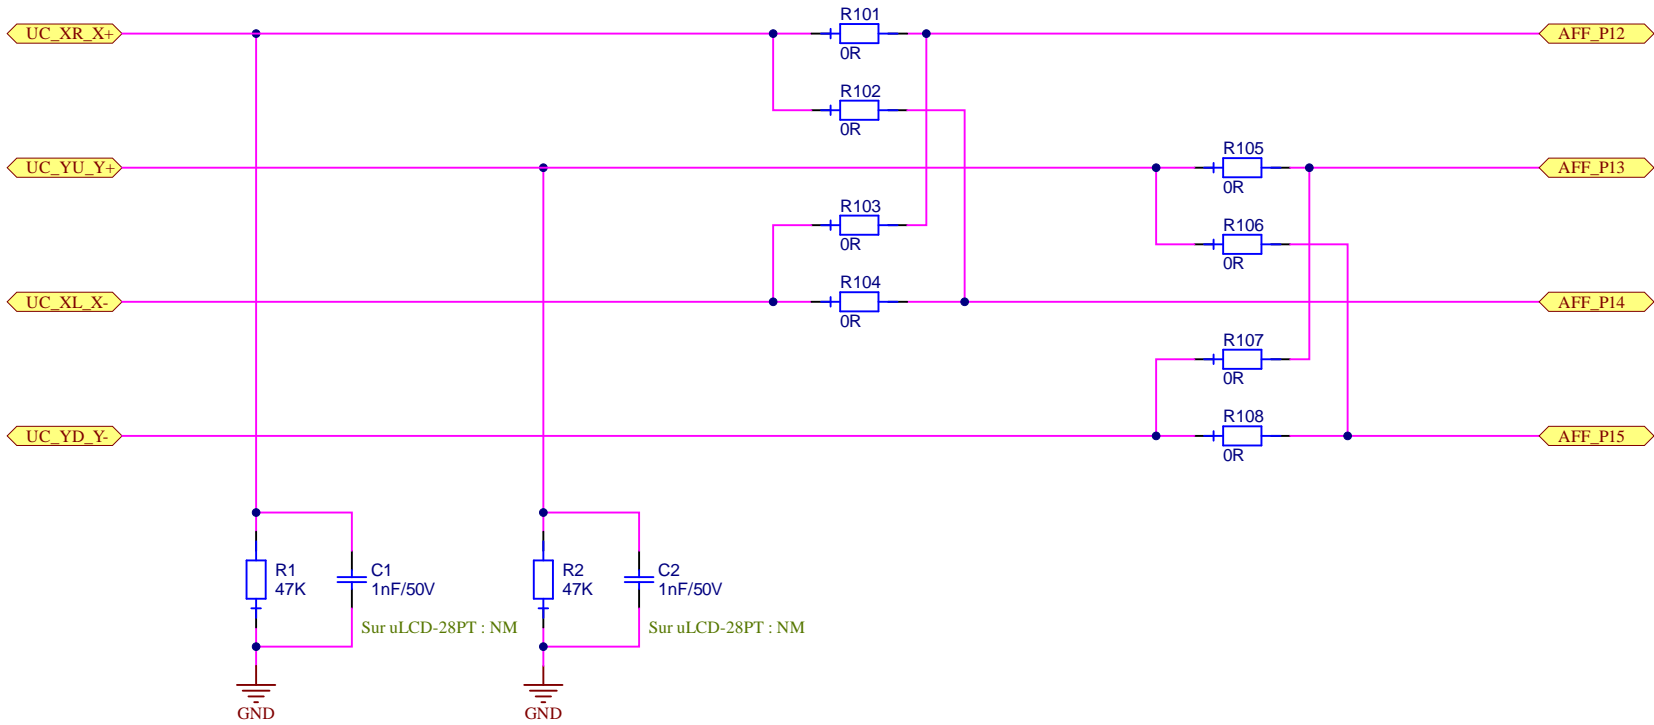 R101
UC_XR_X+
AFF_P12
0R
R102
0R
R105
UC_YU_Y+
AFF_P13
0R
R103
R106
0R
0R
R104
UC_XL_X-
AFF_P14
0R
R107
0R
R108
UC_YD_Y-
AFF_P15
0R
R1
47K
C1
1nF/50V
R2
47K
C2
1nF/50V
Sur uLCD-28PT : NM
Sur uLCD-28PT : NM
GND
GND